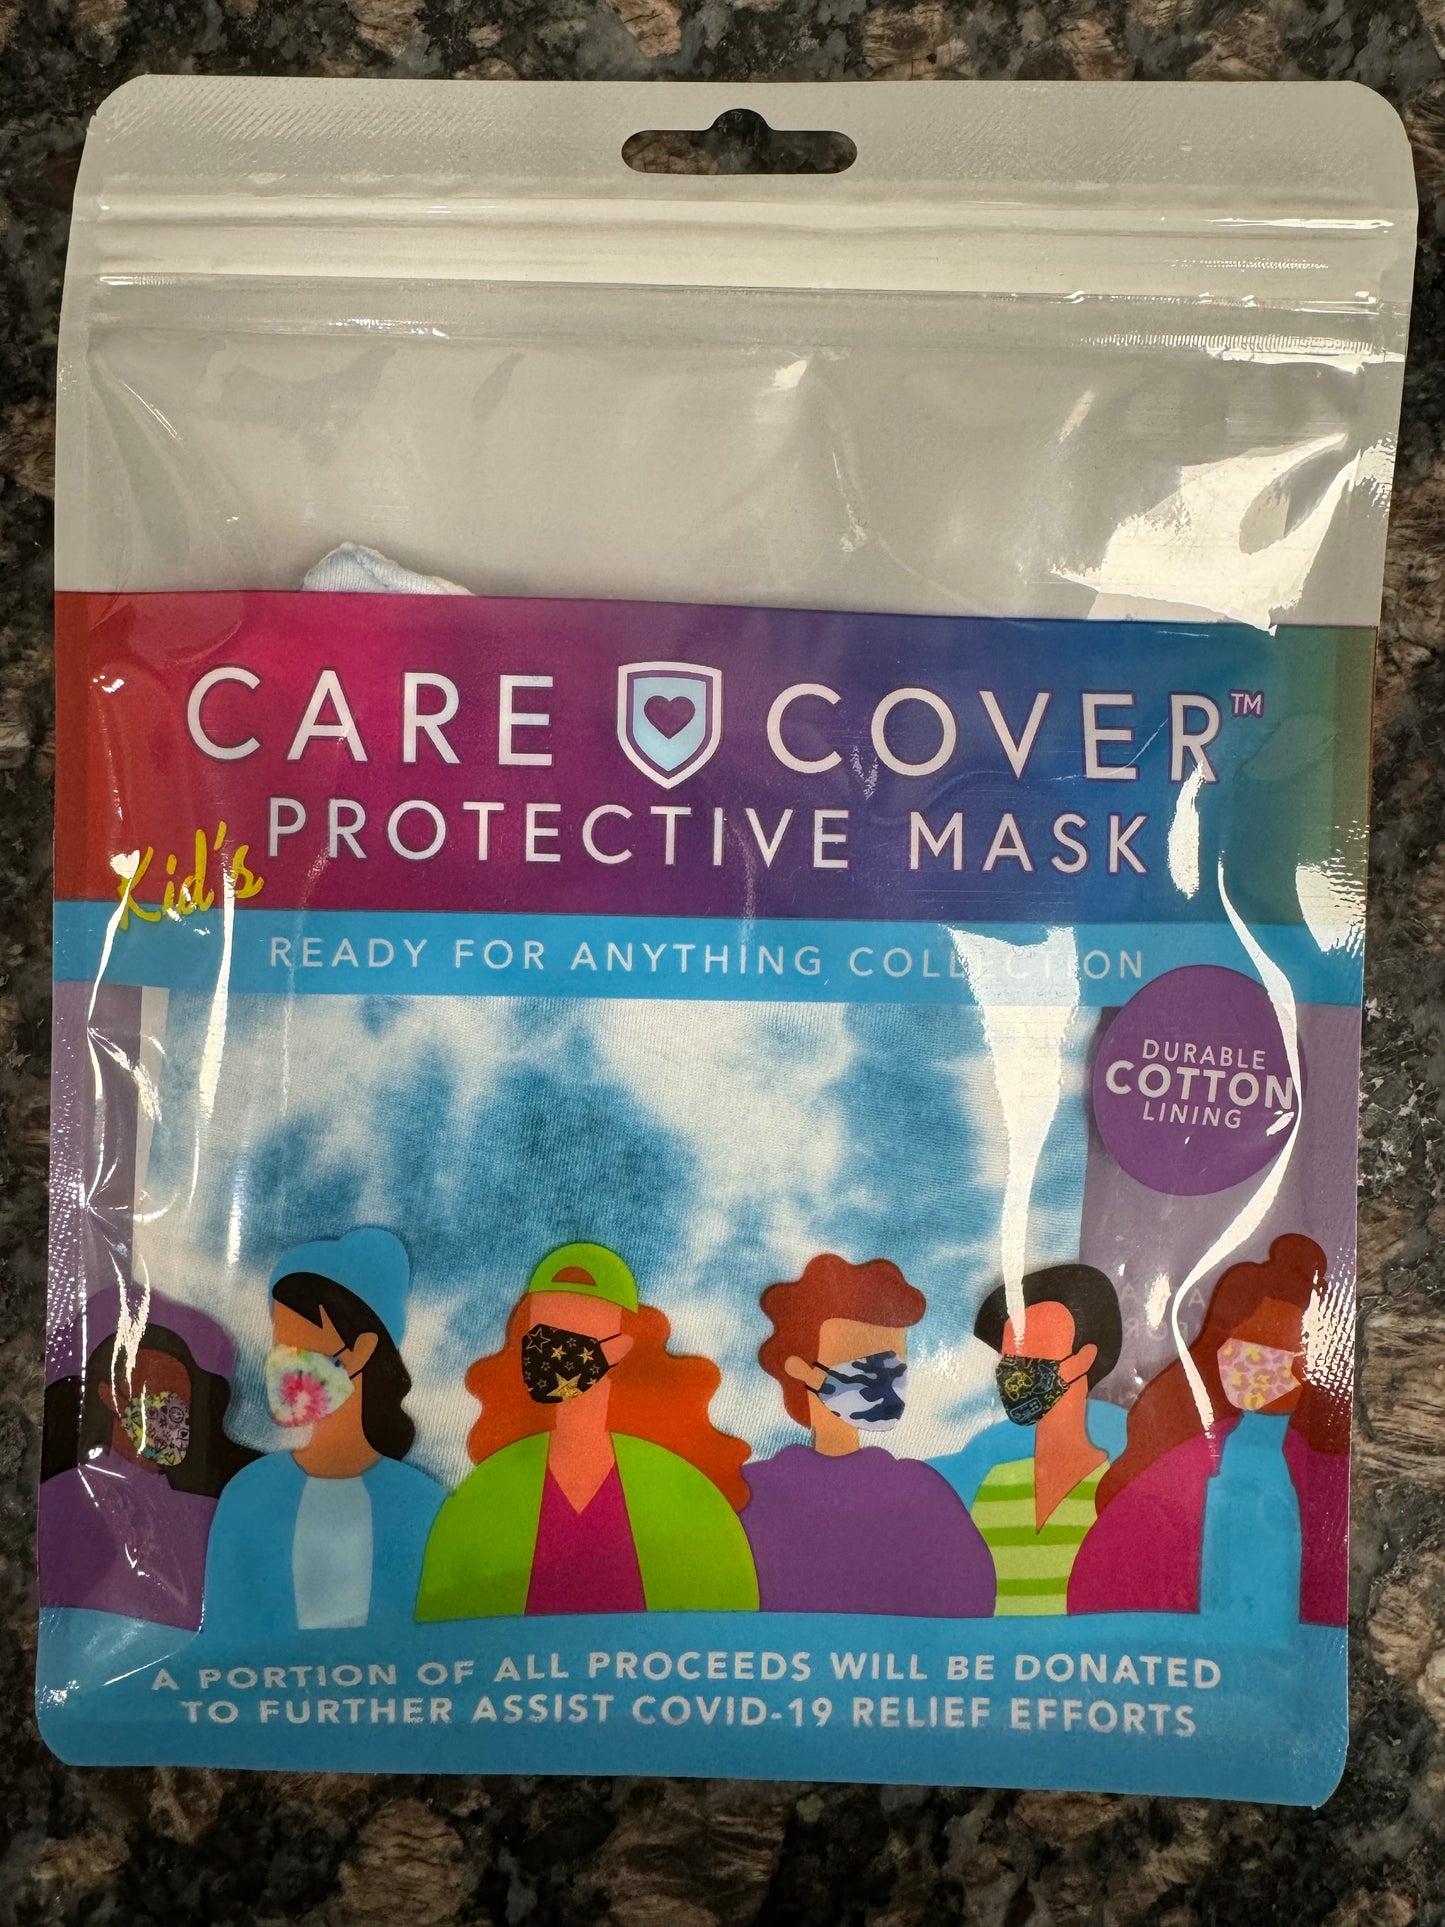 CARE COVER™
Kid's PROTECTIVE MASK
READY FOR ANYTHING COLLECTION
DURABLE
COTTON
LINING
A PORTION OF ALL PROCEEDS WILL BE DONATED
TO FURTHER ASSIST COVID-19 RELIEF EFFORTS